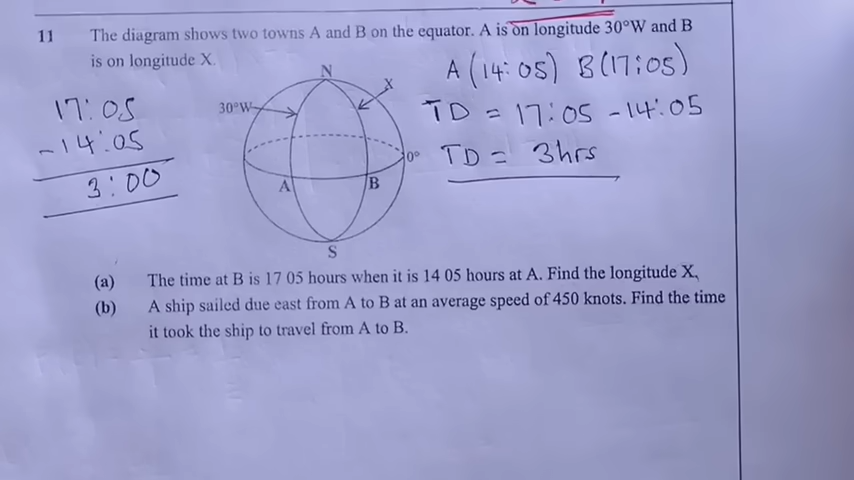 11 The diagram shows two towns A and B on the equator. A is on longitude 30°W and B
is on longitude X.
N
X
30°W
0°
A
B
S
17:05
-14:05
3:00
A (14:05) B(17:05)
TD = 17:05 -14:05
TD = 3hrs
(a) The time at B is 17 05 hours when it is 14 05 hours at A. Find the longitude X,
(b) A ship sailed due east from A to B at an average speed of 450 knots. Find the time
it took the ship to travel from A to B.